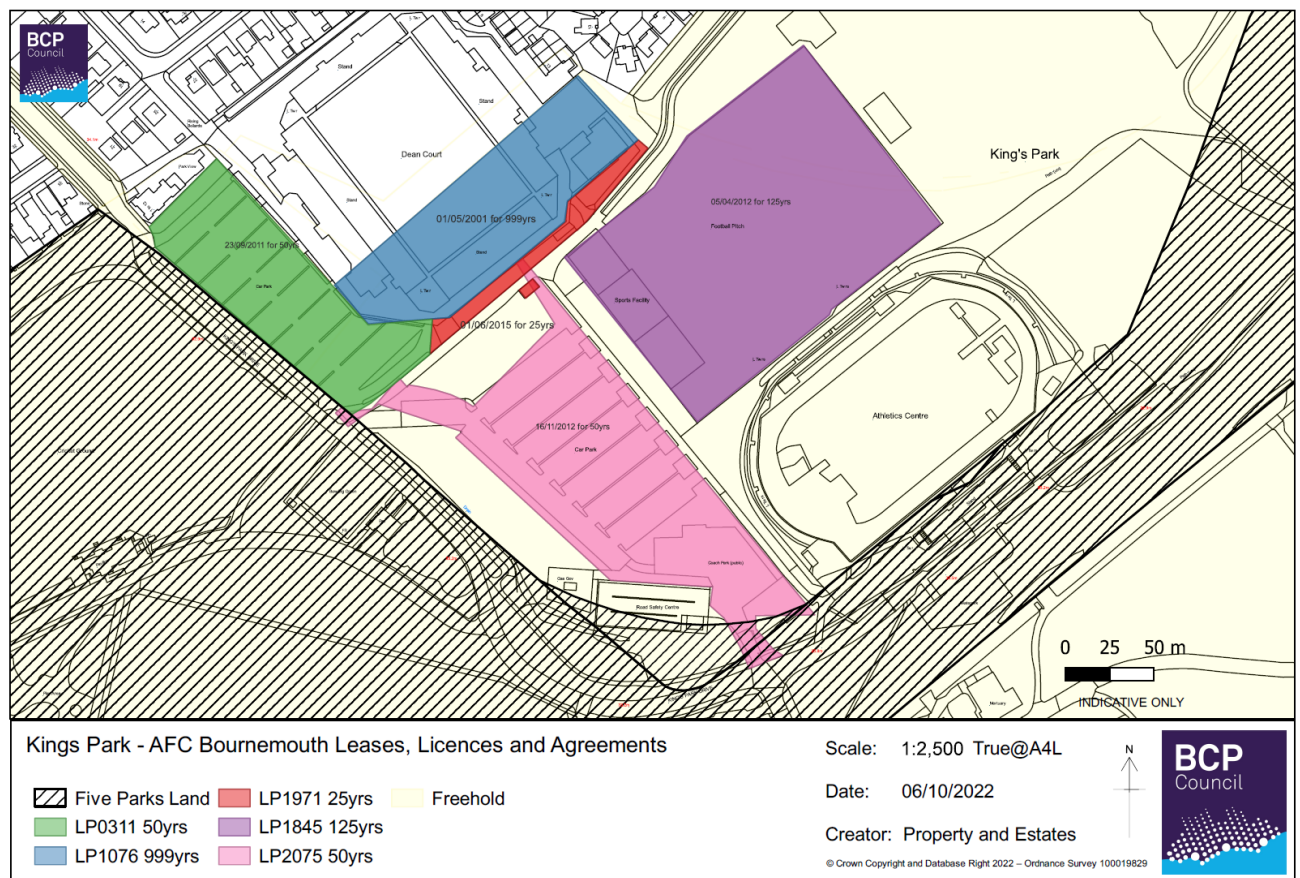 BCP
Council
Stand
Stand
Dean Court
King's Park
01/05/2001 for 999yrs
05/04/2012 for 125yrs
Football Pitch
23/09/2011 for 50yrs
Car Park
Stand
Sports Facility
01/06/2015 for 25yrs
Athletics Centre
16/11/2012 for 50yrs
Car Park
Coach Park (public)
Gas Gov
Road Safety Centre
0 25 50 m
INDICATIVE ONLY
Mortuary
Kings Park - AFC Bournemouth Leases, Licences and Agreements
Five Parks Land
LP0311 50yrs
LP1076 999yrs
LP1971 25yrs
LP1845 125yrs
LP2075 50yrs
Freehold
Scale: 1:2,500 True@A4L
Date: 06/10/2022
Creator: Property and Estates
© Crown Copyright and Database Right 2022 – Ordnance Survey 100019829
N
BCP
Council